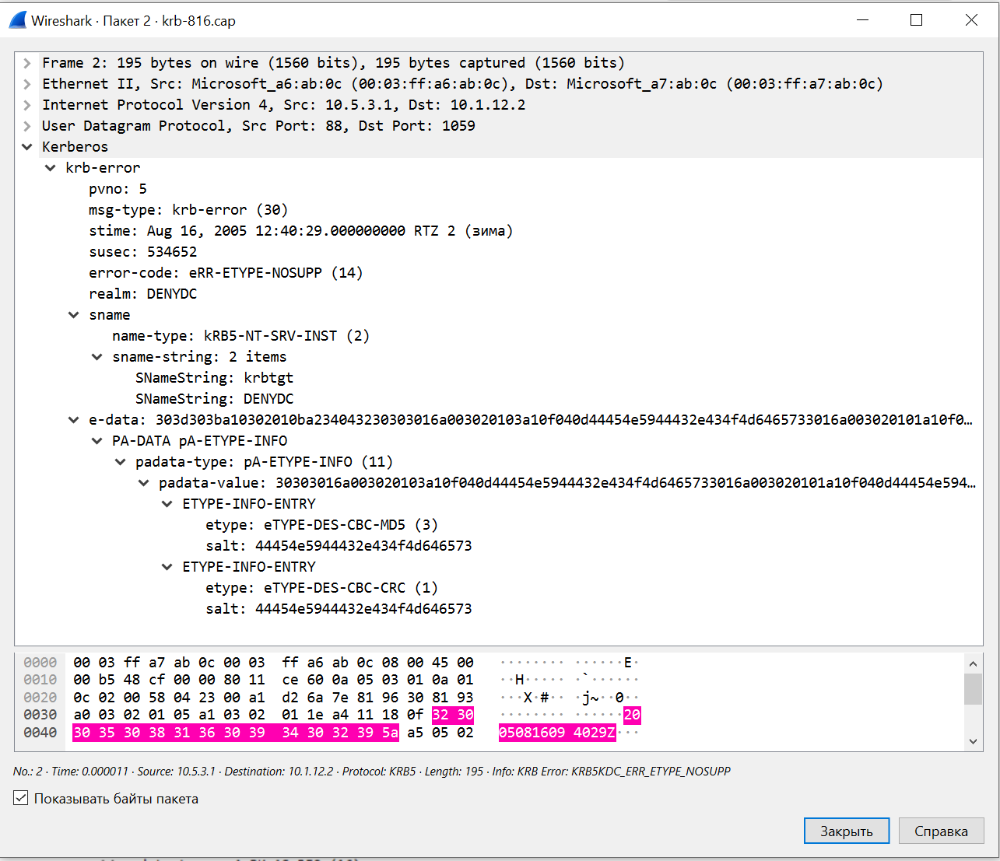 Wireshark · Пакет 2 · krb-816.cap
Frame 2: 195 bytes on wire (1560 bits), 195 bytes captured (1560 bits)
Ethernet II, Src: Microsoft_a6:ab:0c (00:03:ff:a6:ab:0c), Dst: Microsoft_a7:ab:0c (00:03:ff:a7:ab:0c)
Internet Protocol Version 4, Src: 10.5.3.1, Dst: 10.1.12.2
User Datagram Protocol, Src Port: 88, Dst Port: 1059
Kerberos
krb-error
pvno: 5
msg-type: krb-error (30)
stime: Aug 16, 2005 12:40:29.000000000 RTZ 2 (зима)
susec: 534652
error-code: eRR-ETYPE-NOSUPP (14)
realm: DENYDC
sname
name-type: kRB5-NT-SRV-INST (2)
sname-string: 2 items
SNameString: krbtgt
SNameString: DENYDC
e-data: 303d303ba10302010ba234043230303016a003020103a10f040d44454e5944432e434f4d6465733016a003020101a10f0…
PA-DATA pA-ETYPE-INFO
padata-type: pA-ETYPE-INFO (11)
padata-value: 30303016a003020103a10f040d44454e5944432e434f4d6465733016a003020101a10f040d44454e594…
ETYPE-INFO-ENTRY
etype: eTYPE-DES-CBC-MD5 (3)
salt: 44454e5944432e434f4d646573
ETYPE-INFO-ENTRY
etype: eTYPE-DES-CBC-CRC (1)
salt: 44454e5944432e434f4d646573
0000 00 03 ff a7 ab 0c 00 03 ff a6 ab 0c 08 00 45 00 ········ ······E·
0010 00 b5 48 cf 00 00 80 11 ce 60 0a 05 03 01 0a 01 ··H····· ·`······
0020 0c 02 00 58 04 23 00 a1 d2 6a 7e 81 96 30 81 93 ···X·#·· ·j~··0··
0030 a0 03 02 01 05 a1 03 02 01 1e a4 11 18 0f 32 30 ········ ······20
0040 30 35 30 38 31 36 30 39 34 30 32 39 5a a5 05 02 05081609 4029Z···
No.: 2 · Time: 0.000011 · Source: 10.5.3.1 · Destination: 10.1.12.2 · Protocol: KRB5 · Length: 195 · Info: KRB Error: KRB5KDC_ERR_ETYPE_NOSUPP
Показывать байты пакета
Закрыть Справка